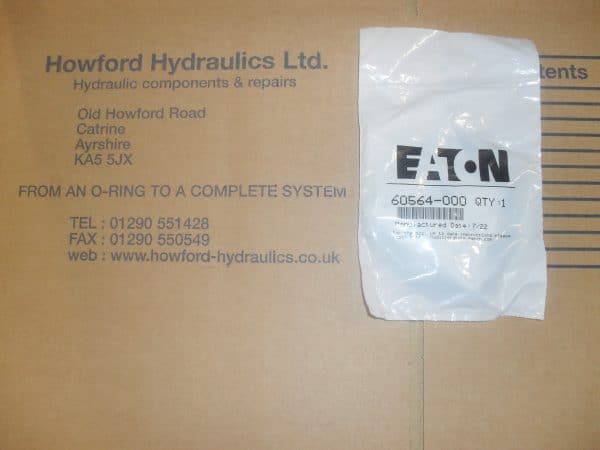 Howford Hydraulics Ltd.
Hydraulic components & repairs
Old Howford Road
Catrine
Ayrshire
KA5 5JX
FROM AN O-RING TO A COMPLETE SYSTEM
TEL : 01290 551428
FAX : 01290 550549
web : www.howford-hydraulics.co.uk
tents
EATON
60564-000 QTY:1
Manufactured Date: 7/22